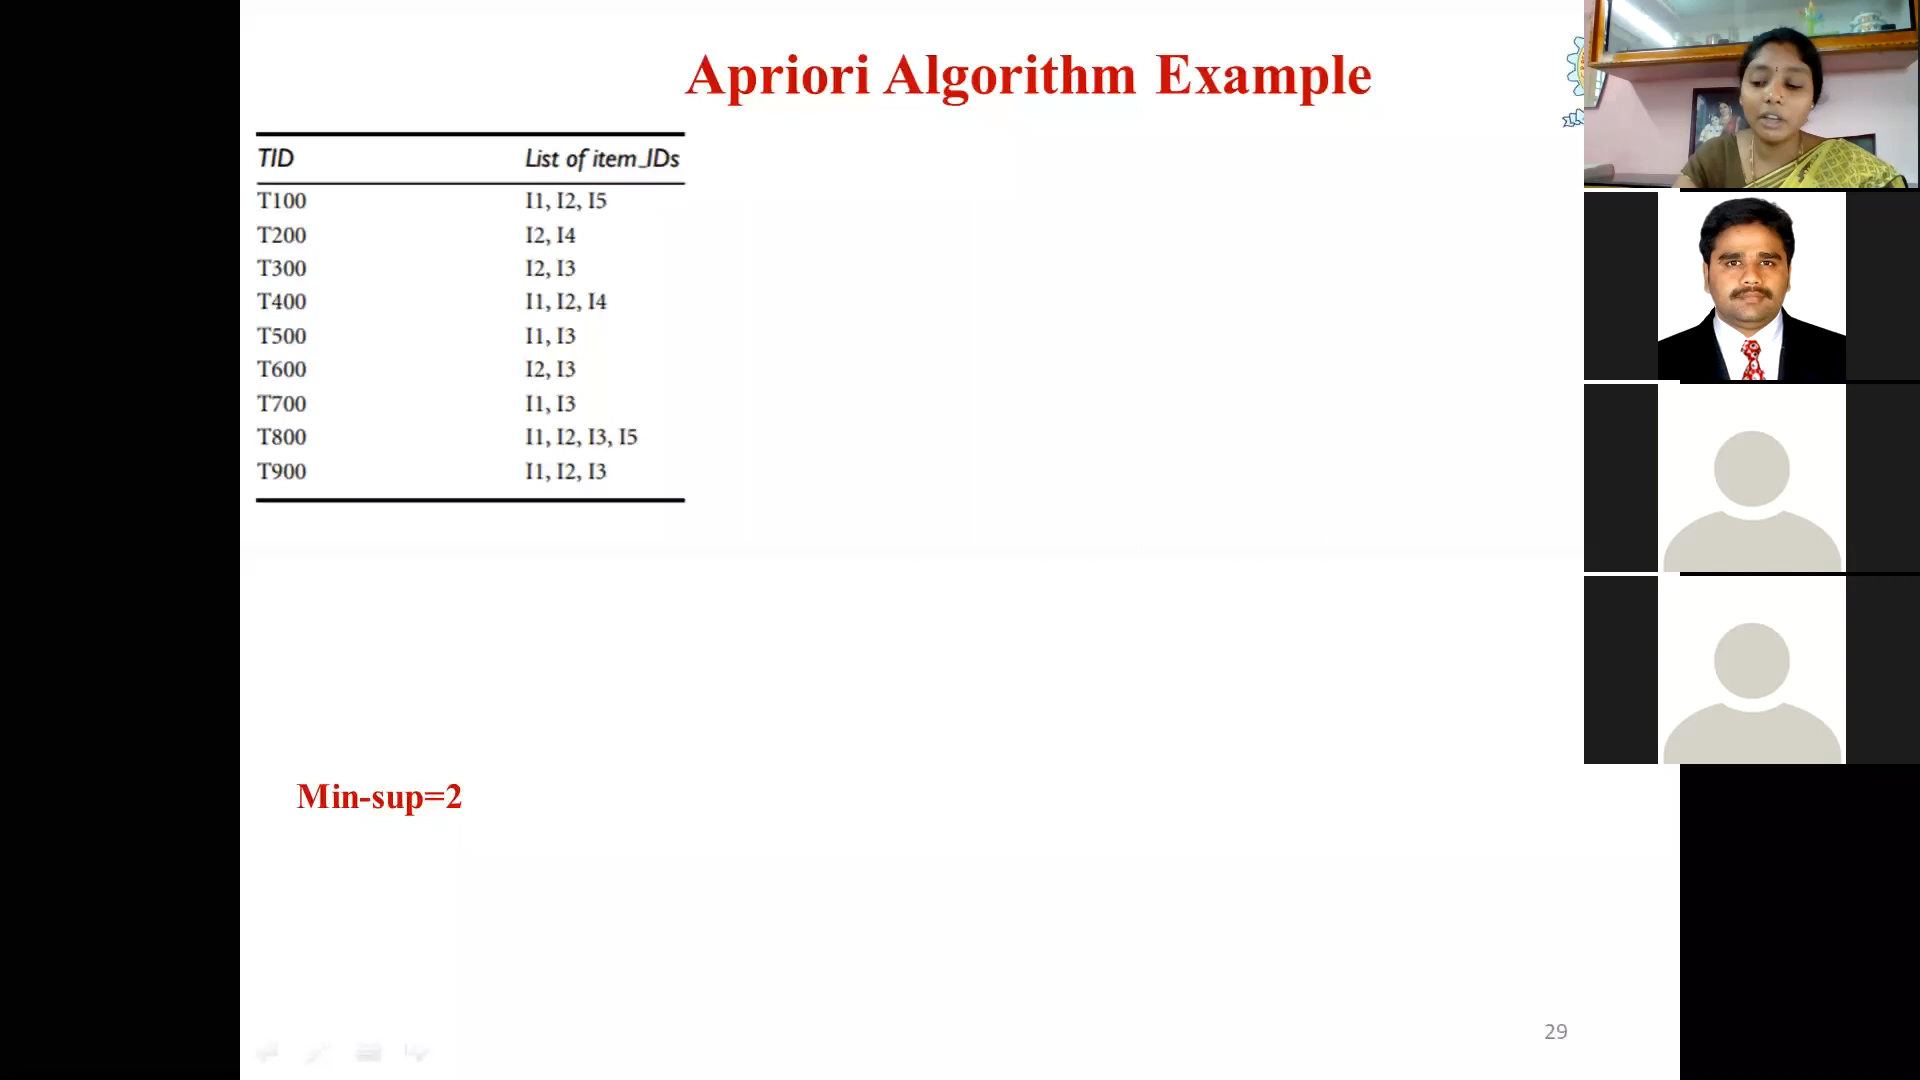 Apriori Algorithm Example
TID List of item_IDs
T100 I1, I2, I5
T200 I2, I4
T300 I2, I3
T400 I1, I2, I4
T500 I1, I3
T600 I2, I3
T700 I1, I3
T800 I1, I2, I3, I5
T900 I1, I2, I3
Min-sup=2
29